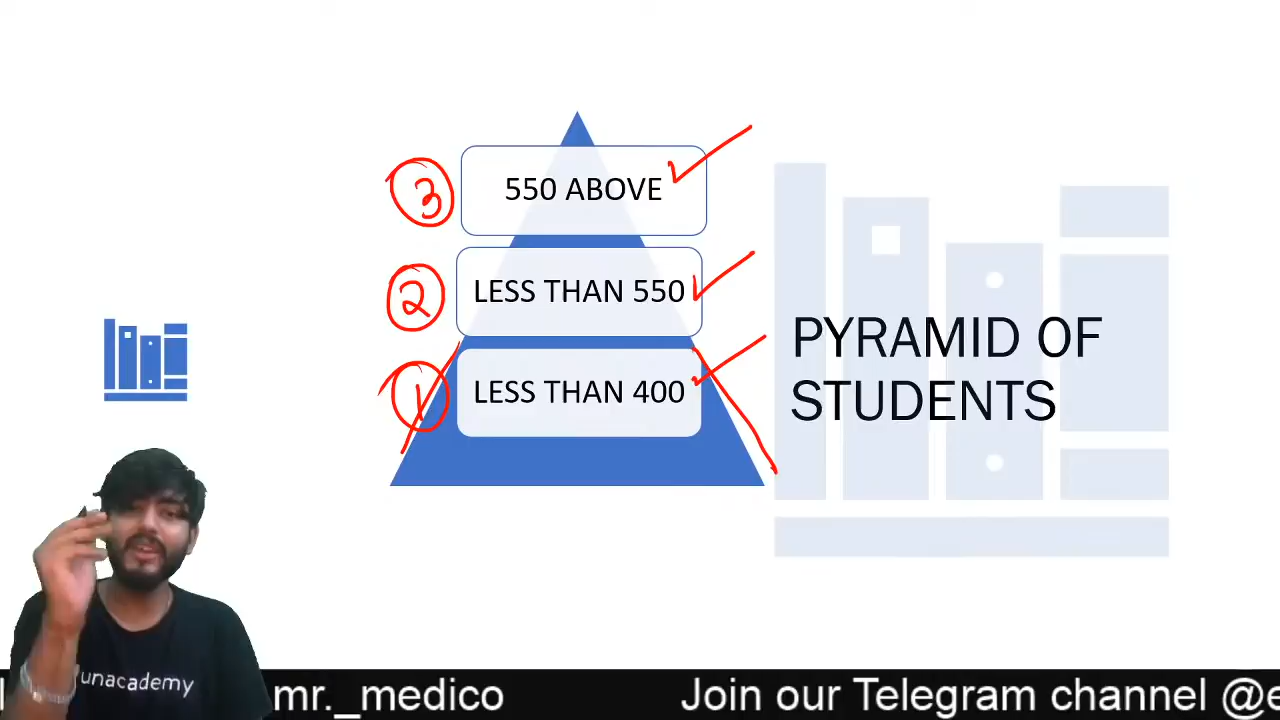 3
550 ABOVE
2
LESS THAN 550
1
LESS THAN 400
PYRAMID OF
STUDENTS
unacademy
mr._medico
Join our Telegram channel @e